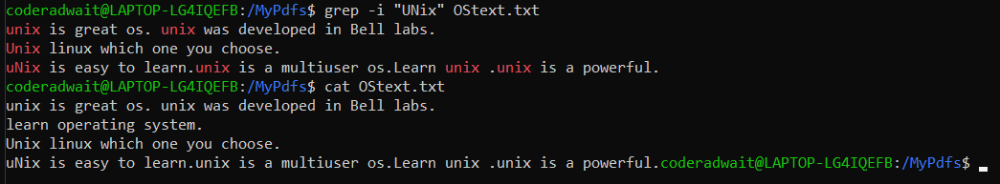 coderadwait@LAPTOP-LG4IQEFB:/MyPdfs$ grep -i "UNix" OStext.txt
unix is great os. unix was developed in Bell labs.
Unix linux which one you choose.
uNix is easy to learn.unix is a multiuser os.Learn unix .unix is a powerful.
coderadwait@LAPTOP-LG4IQEFB:/MyPdfs$ cat OStext.txt
unix is great os. unix was developed in Bell labs.
learn operating system.
Unix linux which one you choose.
uNix is easy to learn.unix is a multiuser os.Learn unix .unix is a powerful.coderadwait@LAPTOP-LG4IQEFB:/MyPdfs$